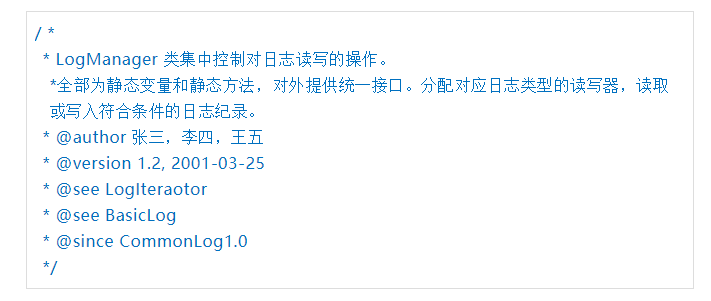 / *
* LogManager 类集中控制对日志读写的操作。
*全部为静态变量和静态方法，对外提供统一接口。分配对应日志类型的读写器，读取
或写入符合条件的日志纪录。
* @author 张三，李四，王五
* @version 1.2, 2001-03-25
* @see LogIteraotor
* @see BasicLog
* @since CommonLog1.0
*/